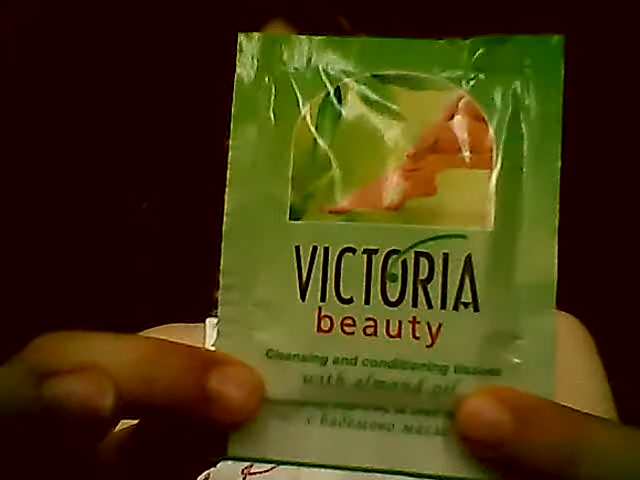 VICTORIA
beauty
Cleansing and conditioning tissues
with almond oil
с бадемово масло